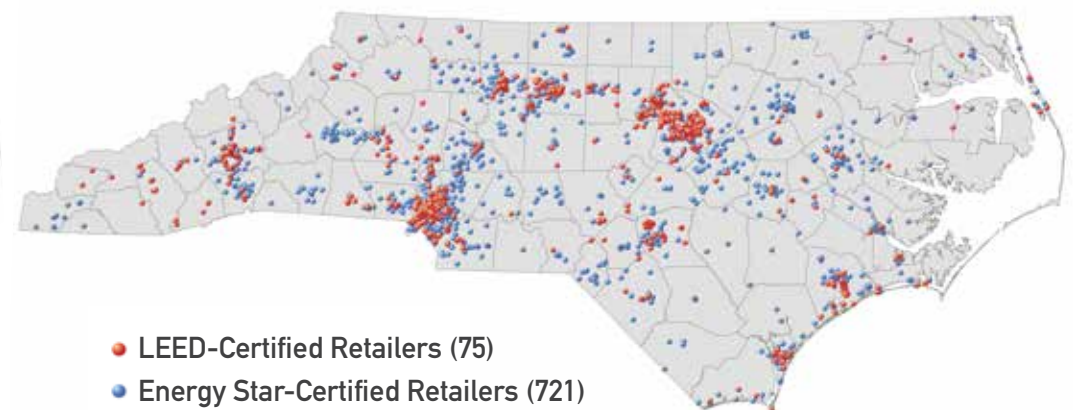 LEED-Certified Retailers (75)
Energy Star-Certified Retailers (721)